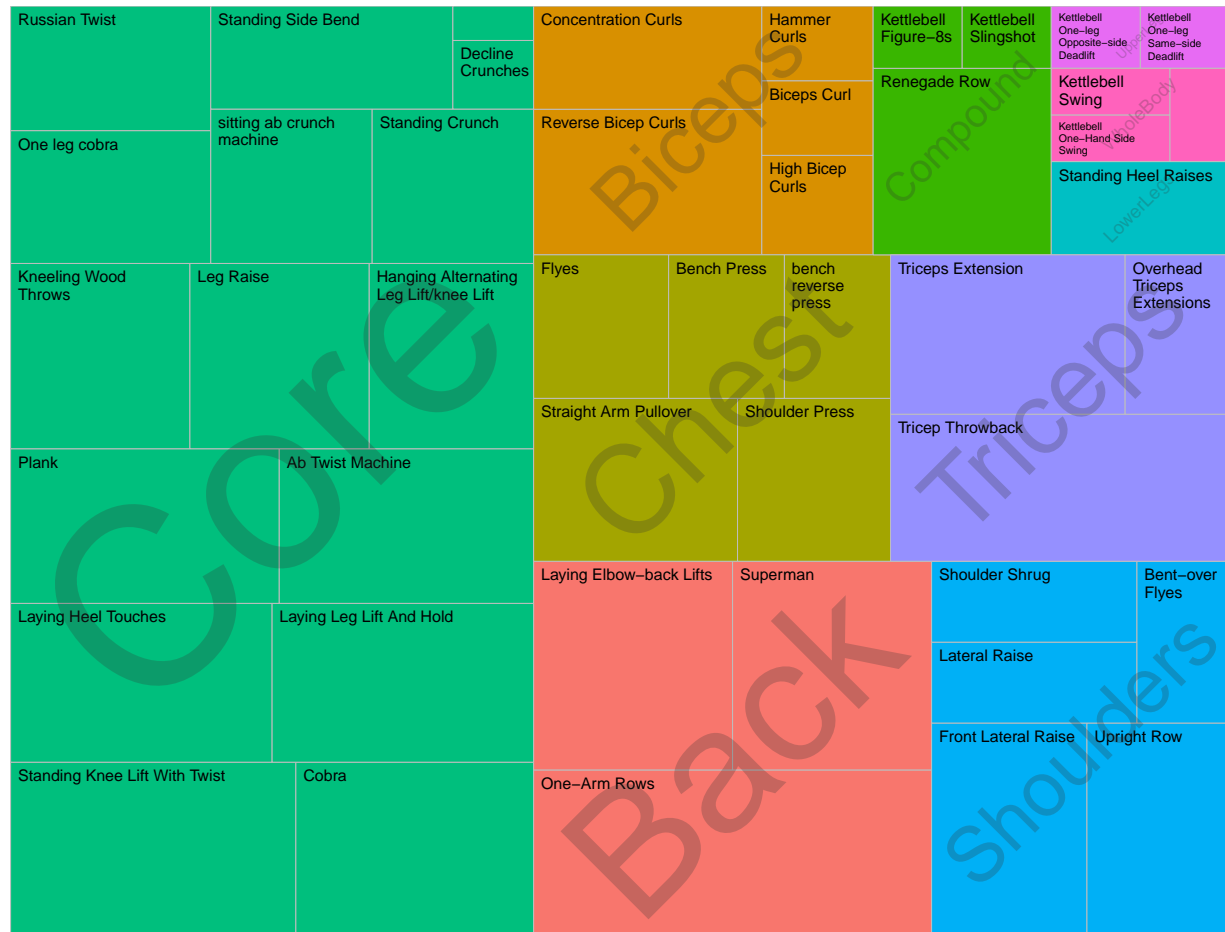 Russian Twist
Standing Side Bend
Decline
Crunches
One leg cobra
sitting ab crunch
machine
Standing Crunch
Kneeling Wood
Throws
Leg Raise
Hanging Alternating
Leg Lift/knee Lift
Plank
Ab Twist Machine
Laying Heel Touches
Laying Leg Lift And Hold
Standing Knee Lift With Twist
Cobra
Core
Concentration Curls
Hammer
Curls
Biceps Curl
Reverse Bicep Curls
High Bicep
Curls
Biceps
Kettlebell
Figure−8s
Kettlebell
Slingshot
Renegade Row
Compound
Kettlebell
One−leg
Opposite−side
Deadlift
Kettlebell
One−leg
Same−side
Deadlift
Kettlebell
Swing
Kettlebell
One−Hand Side
Swing
WholeBody
Standing Heel Raises
Flyes
Bench Press
bench
reverse
press
Straight Arm Pullover
Shoulder Press
Chest
Triceps Extension
Overhead
Triceps
Extensions
Tricep Throwback
Triceps
Laying Elbow−back Lifts
Superman
One−Arm Rows
Back
Shoulder Shrug
Bent−over
Flyes
Lateral Raise
Front Lateral Raise
Upright Row
Shoulders